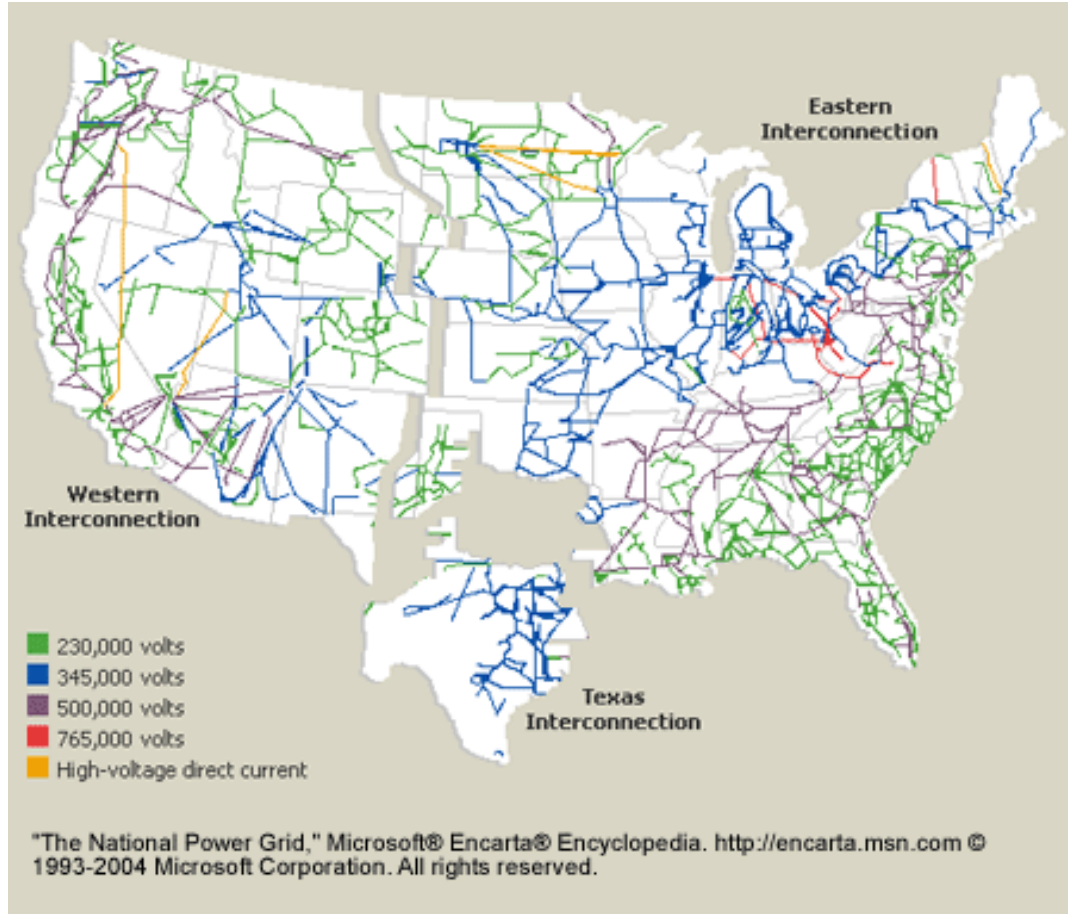 Eastern
Interconnection
Western
Interconnection
Texas
Interconnection
230,000 volts
345,000 volts
500,000 volts
765,000 volts
High-voltage direct current
"The National Power Grid," Microsoft® Encarta® Encyclopedia. http://encarta.msn.com ©
1993-2004 Microsoft Corporation. All rights reserved.